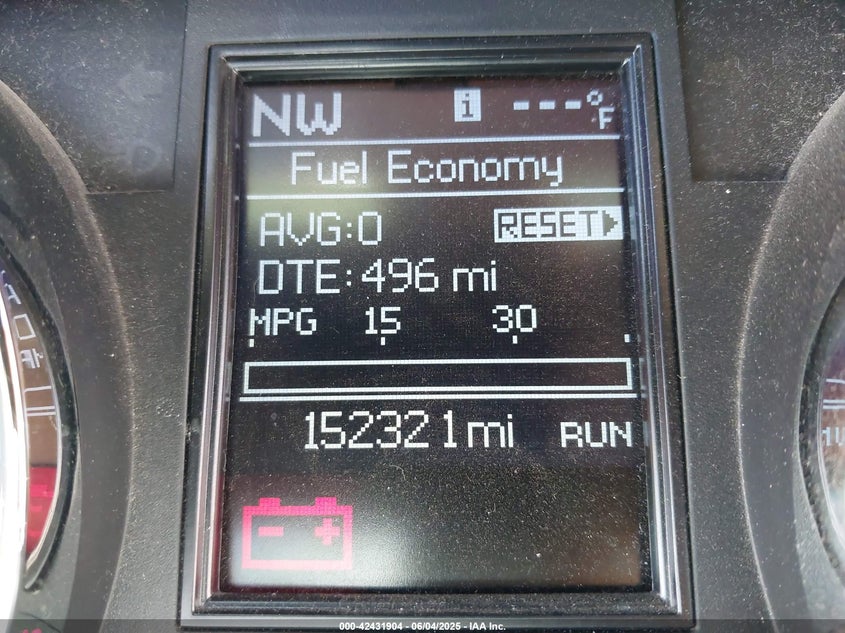 NW i ---°F
Fuel Economy
AVG:0 RESET
DTE: 496 mi
MPG 15 30
152321 mi RUN
000-42431904 | 06/04/2025 - IAA Inc.